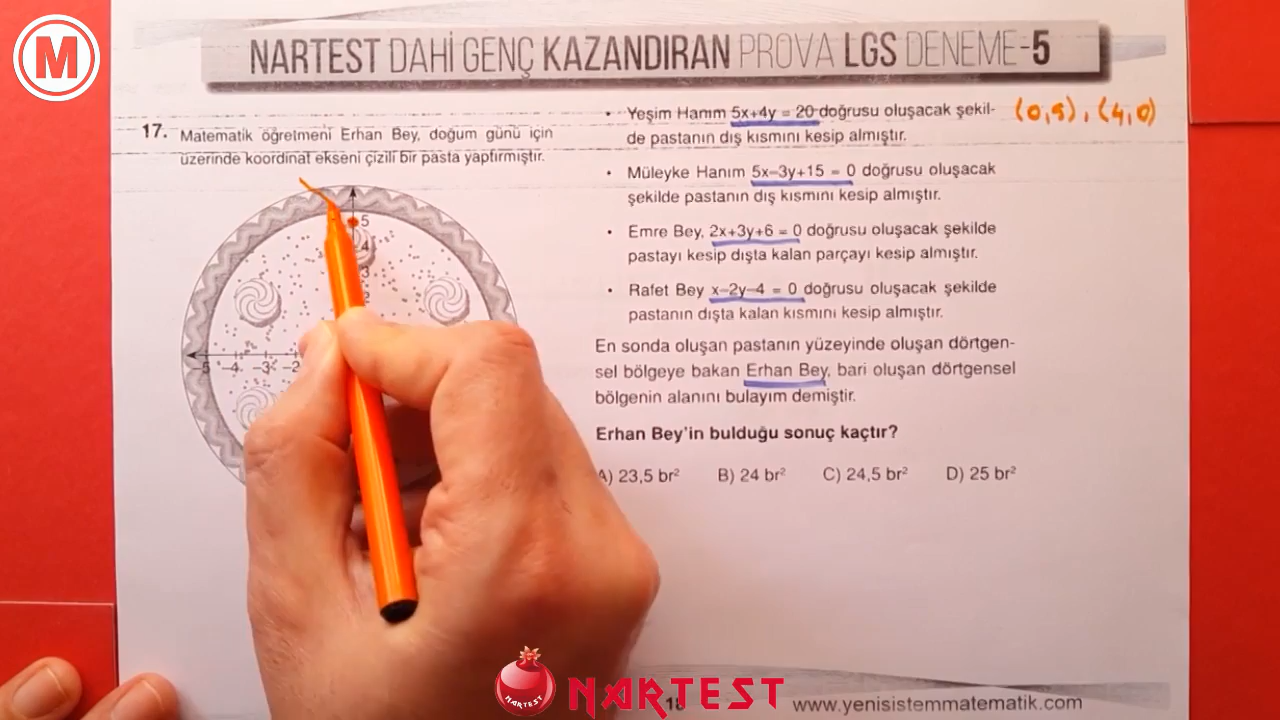 M
NARTEST DAHİ GENÇ KAZANDIRAN PROVA LGS DENEME-5
17. Matematik öğretmeni Erhan Bey, doğum günü için
üzerinde koordinat ekseni çizili bir pasta yaptırmıştır.
5
4
3
2
-5 -4 -3 -2
• Yeşim Hanım 5x+4y = 20 doğrusu oluşacak şekil- (0,5), (4,0)
de pastanın dış kısmını kesip almıştır.
• Müleyke Hanım 5x-3y+15 = 0 doğrusu oluşacak
şekilde pastanın dış kısmını kesip almıştır.
• Emre Bey, 2x+3y+6 = 0 doğrusu oluşacak şekilde
pastayı kesip dışta kalan parçayı kesip almıştır.
• Rafet Bey x-2y-4 = 0 doğrusu oluşacak şekilde
pastanın dışta kalan kısmını kesip almıştır.
En sonda oluşan pastanın yüzeyinde oluşan dörtgen-
sel bölgeye bakan Erhan Bey, bari oluşan dörtgensel
bölgenin alanını bulayım demiştir.
Erhan Bey'in bulduğu sonuç kaçtır?
A) 23,5 br² B) 24 br² C) 24,5 br² D) 25 br²
NARTEST
NARTEST
18
www.yenisistemmatematik.com